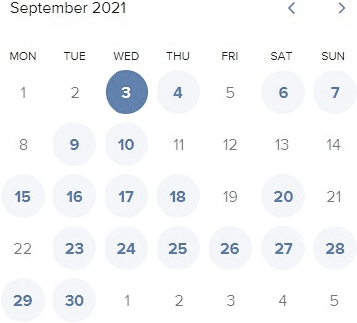 September 2021
MON TUE WED THU FRI SAT SUN
1 2 3 4 5 6 7
8 9 10 11 12 13 14
15 16 17 18 19 20 21
22 23 24 25 26 27 28
29 30 1 2 3 4 5